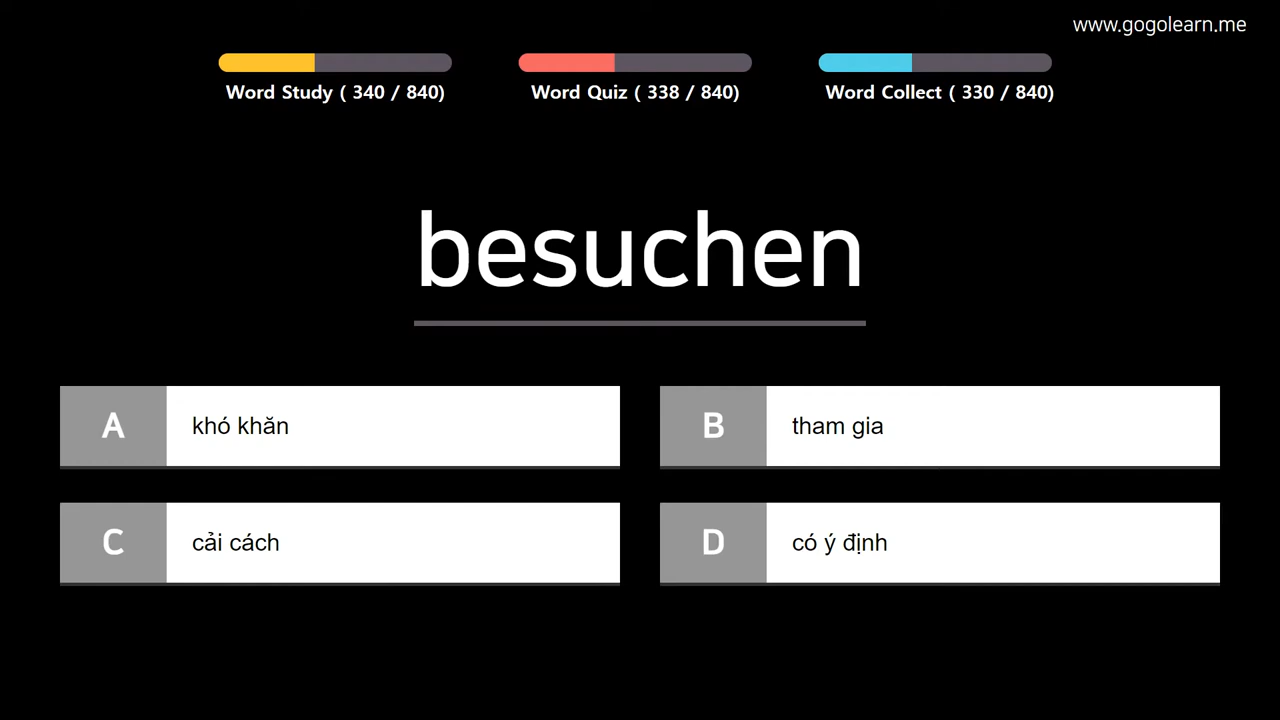 www.gogolearn.me
Word Study ( 340 / 840)
Word Quiz ( 338 / 840)
Word Collect ( 330 / 840)
besuchen
A khó khăn
B tham gia
C cải cách
D có ý định